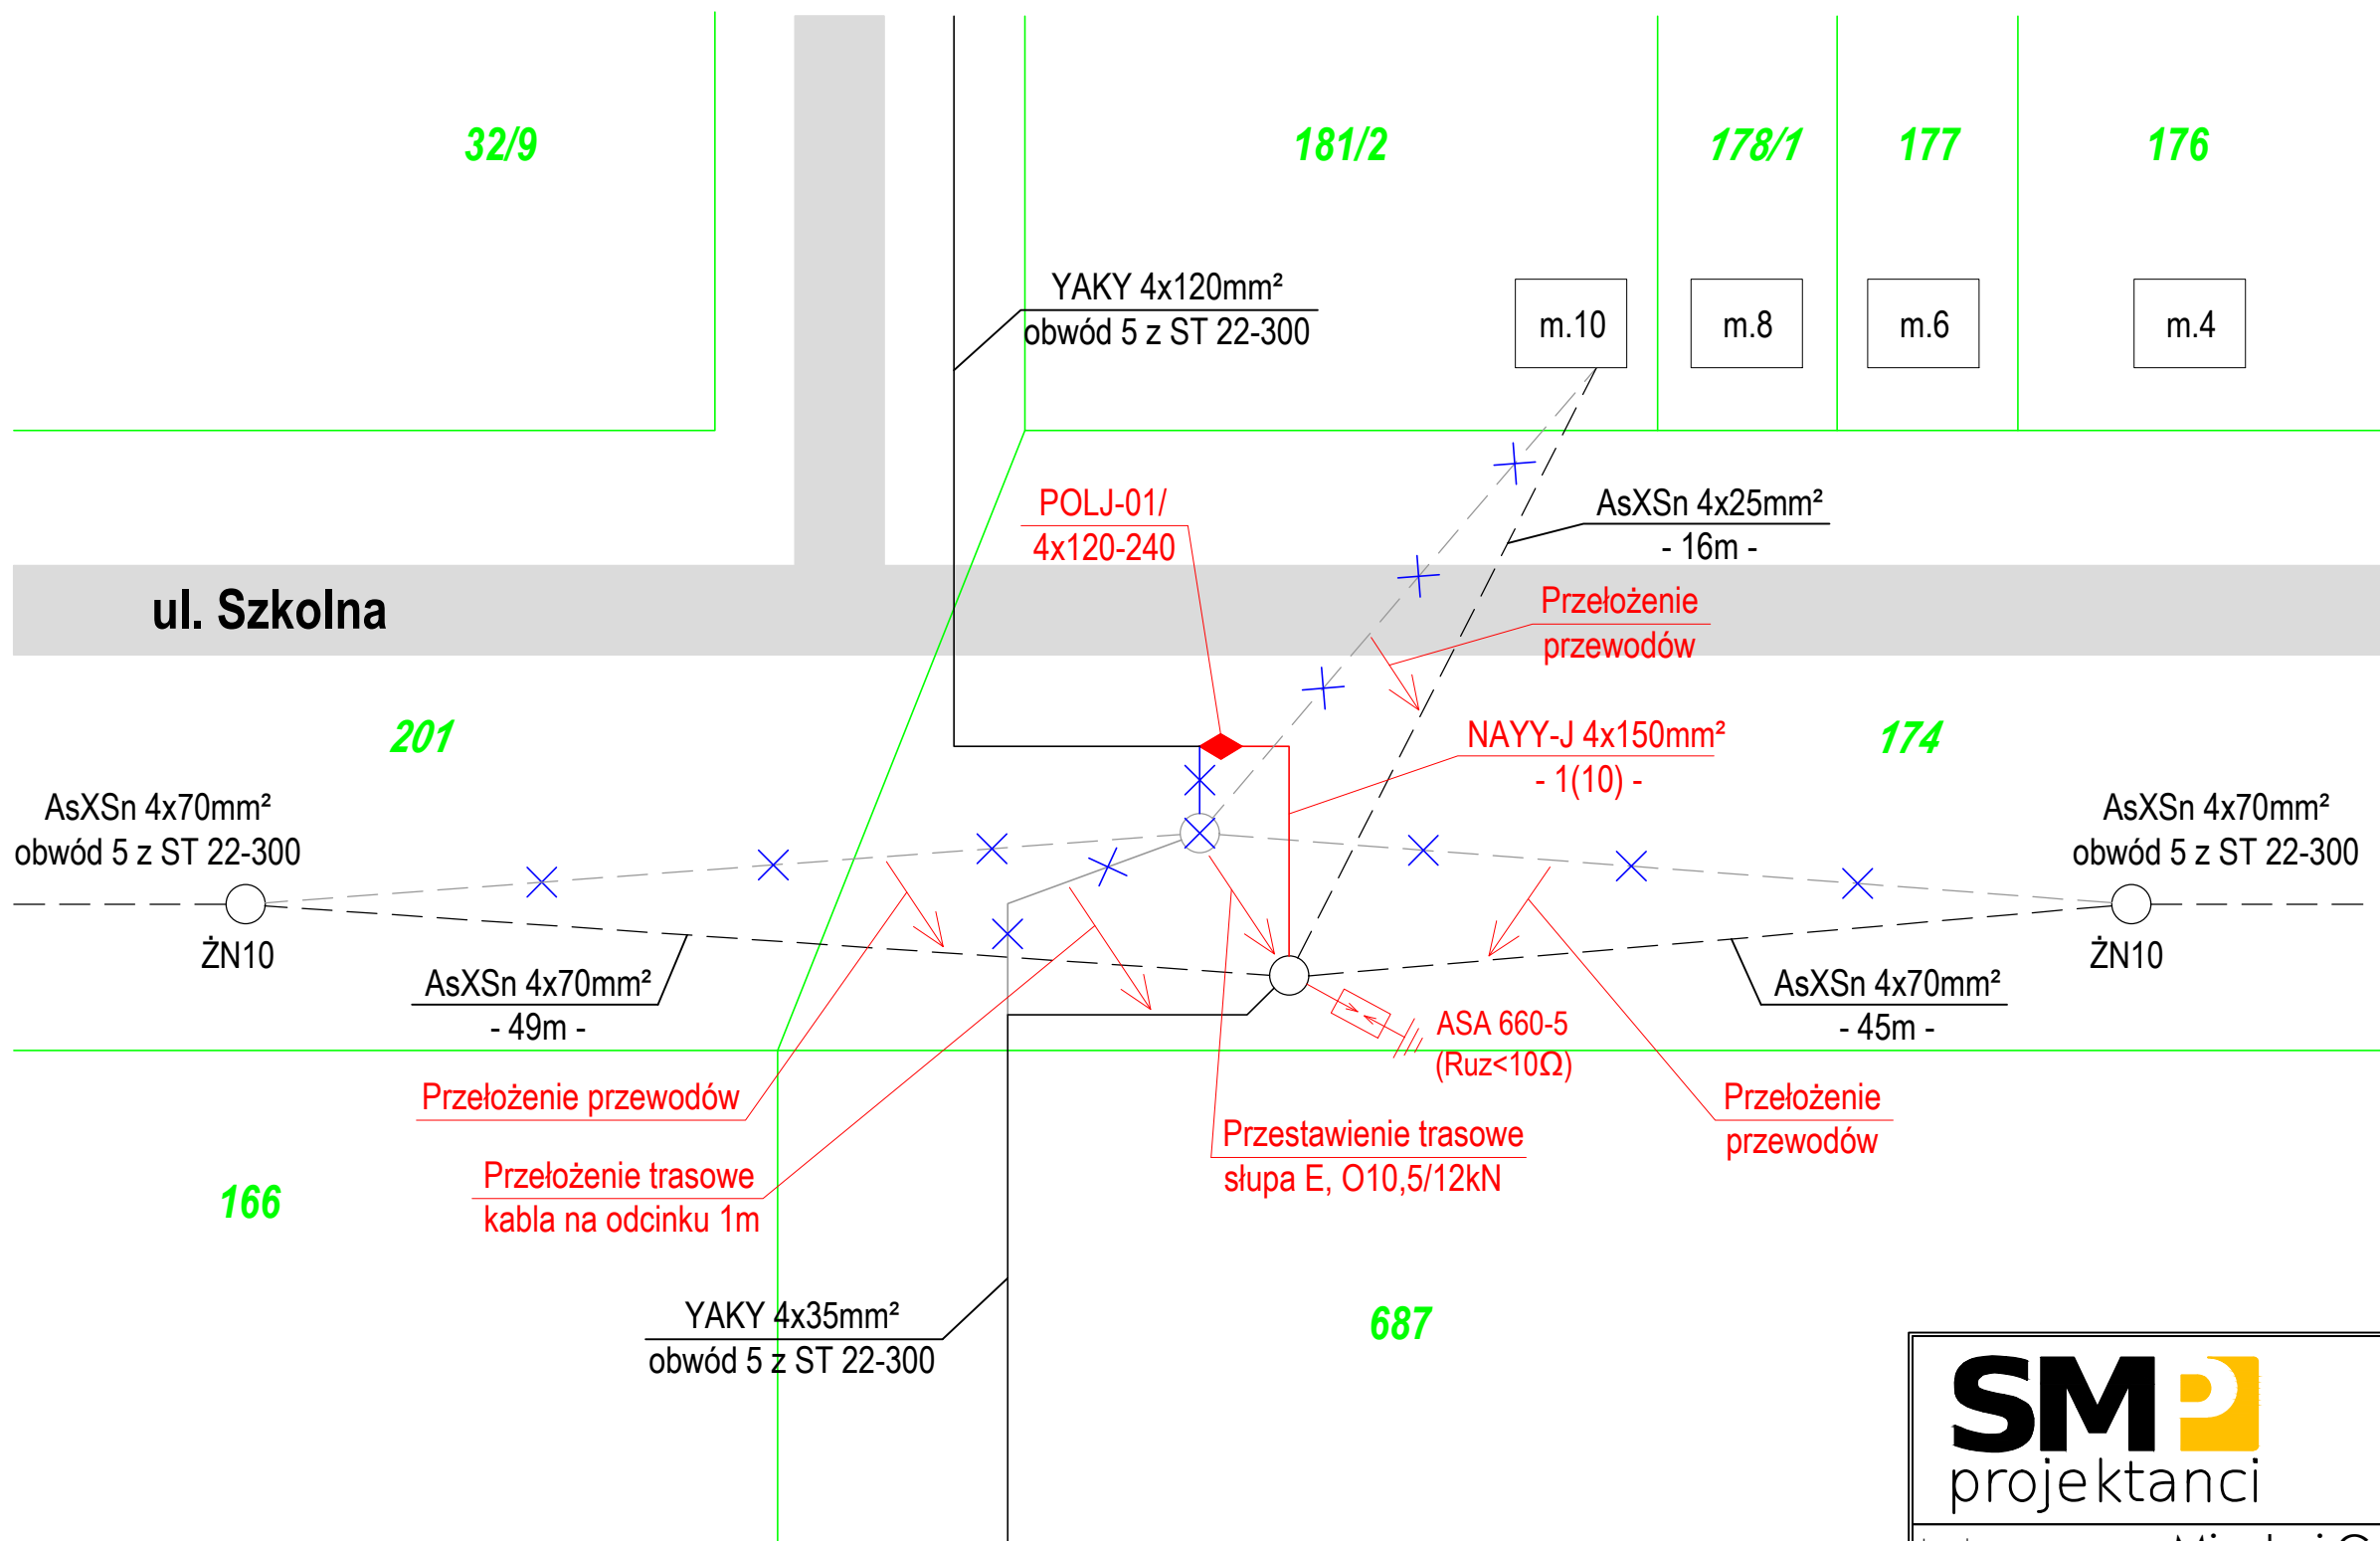 32/9
181/2
178/1
177
176
YAKY 4x120mm²
obwód 5 z ST 22-300
m.10
m.8
m.6
m.4
POLJ-01/
4x120-240
AsXSn 4x25mm²
- 16m -
ul. Szkolna
Przełożenie
przewodów
201
NAYY-J 4x150mm²
- 1(10) -
174
AsXSn 4x70mm²
obwód 5 z ST 22-300
AsXSn 4x70mm²
obwód 5 z ST 22-300
ŻN10
ŻN10
AsXSn 4x70mm²
- 49m -
AsXSn 4x70mm²
- 45m -
ASA 660-5
(Ruz<10Ω)
Przełożenie przewodów
Przełożenie
przewodów
Przestawienie trasowe
słupa E, O10,5/12kN
Przełożenie trasowe
kabla na odcinku 1m
166
YAKY 4x35mm²
obwód 5 z ST 22-300
687
SMP
projektanci